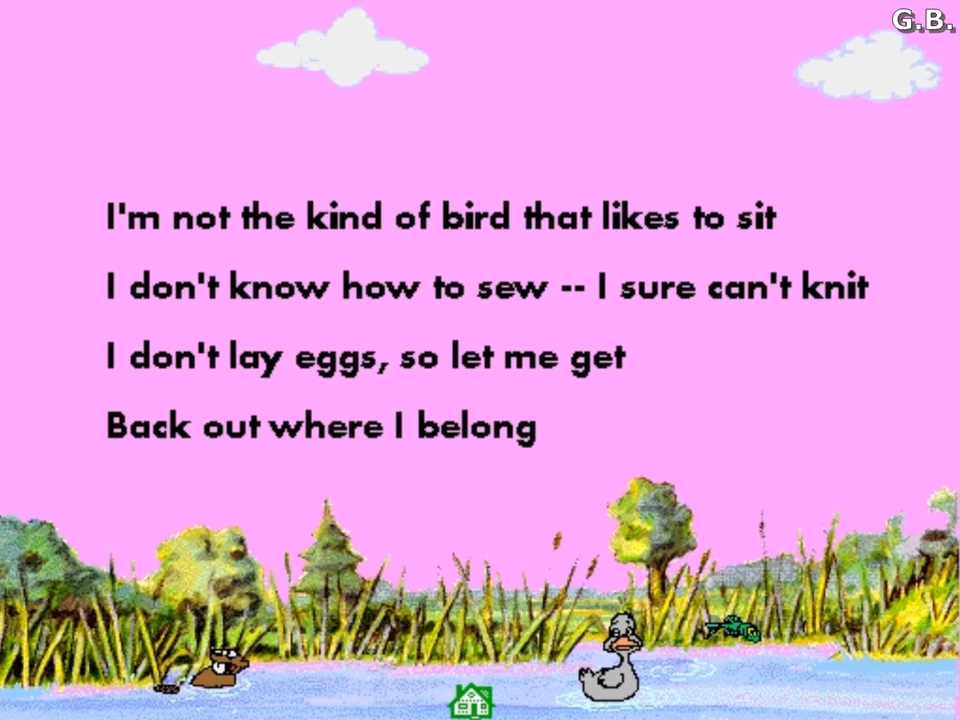 G.B.
I'm not the kind of bird that likes to sit
I don't know how to sew -- I sure can't knit
I don't lay eggs, so let me get
Back out where I belong